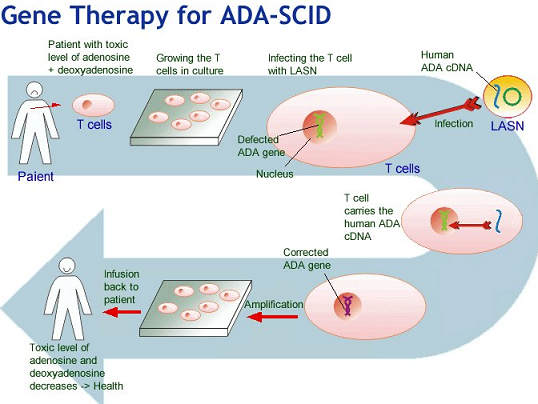 Gene Therapy for ADA-SCID
Patient with toxic
level of adenosine
+ deoxyadenosine
Growing the T
cells in culture
Infecting the T cell
with LASN
Human
ADA cDNA
T cells
Defected
ADA gene
Nucleus
T cells
Infection
LASN
Paient
T cell
carries the
human ADA
cDNA
Corrected
ADA gene
Infusion
back to
patient
Amplification
Toxic level of
adenosine and
deoxyadenosine
decreases -> Health